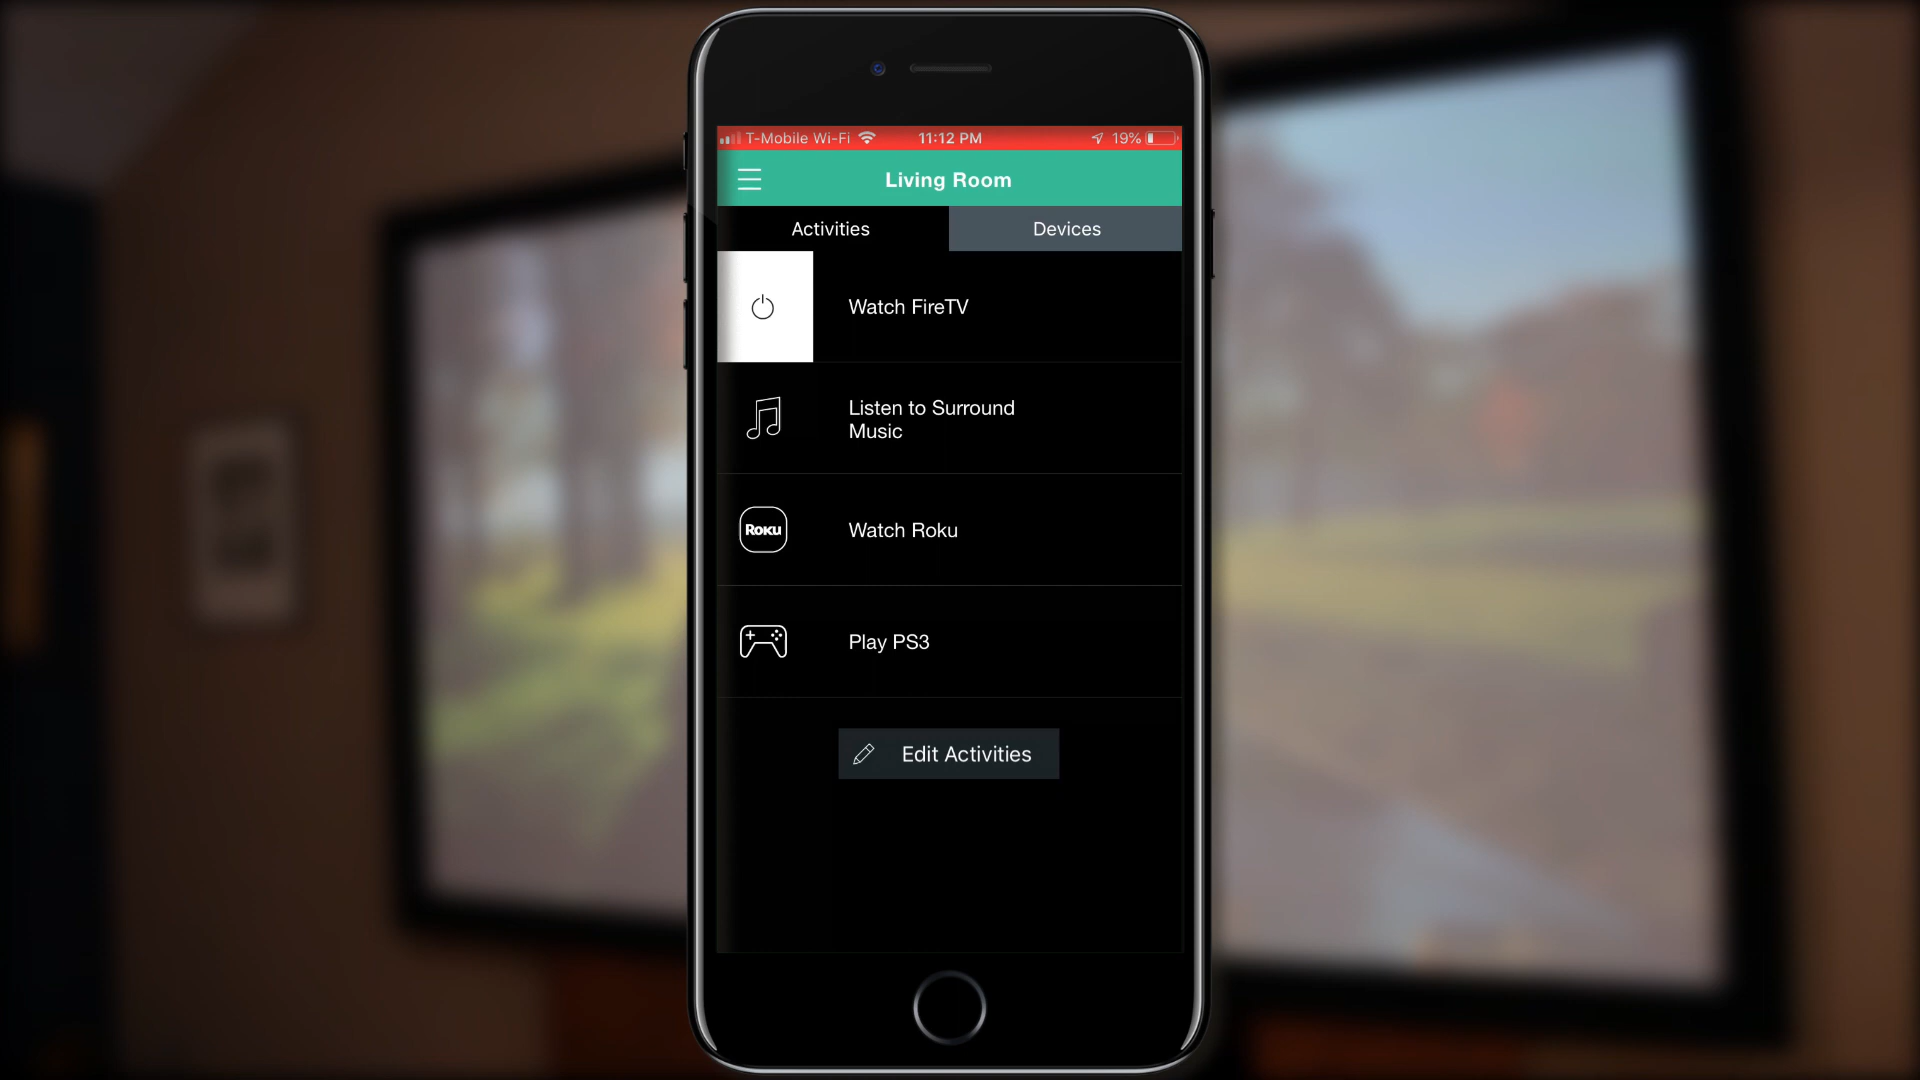 T-Mobile Wi-Fi 11:12 PM 19%
Living Room
Activities Devices
Watch FireTV
Listen to Surround
Music
Roku Watch Roku
Play PS3
Edit Activities